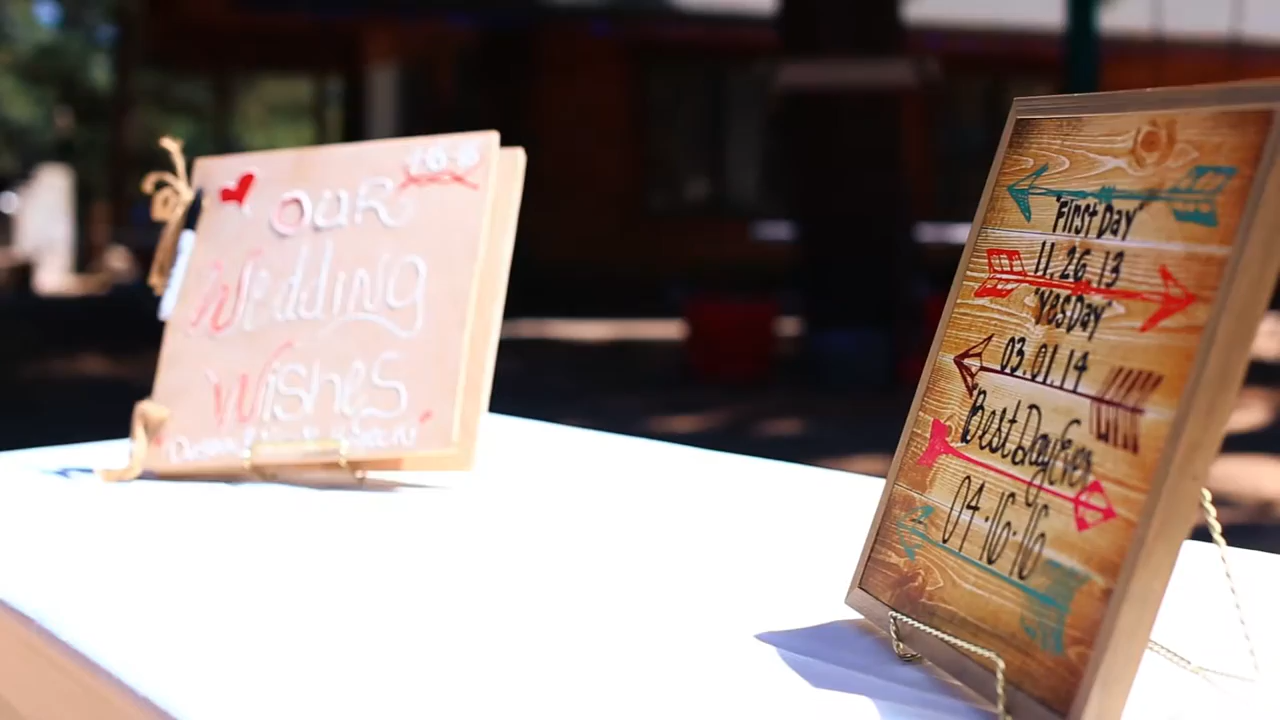 OUR
Wedding
Wishes
"First Day"
11.26.13
"Yes Day"
03.01.14
"Best Day Ever
04.16.16